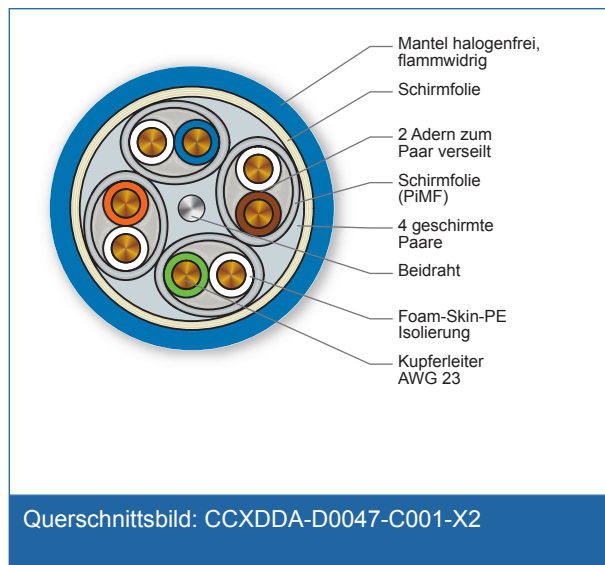 Mantel halogenfrei,
flammwidrig
Schirmfolie
2 Adern zum
Paar verseilt
Schirmfolie
(PiMF)
4 geschirmte
Paare
Beidraht
Foam-Skin-PE
Isolierung
Kupferleiter
AWG 23
Querschnittsbild: CCXDDA-D0047-C001-X2